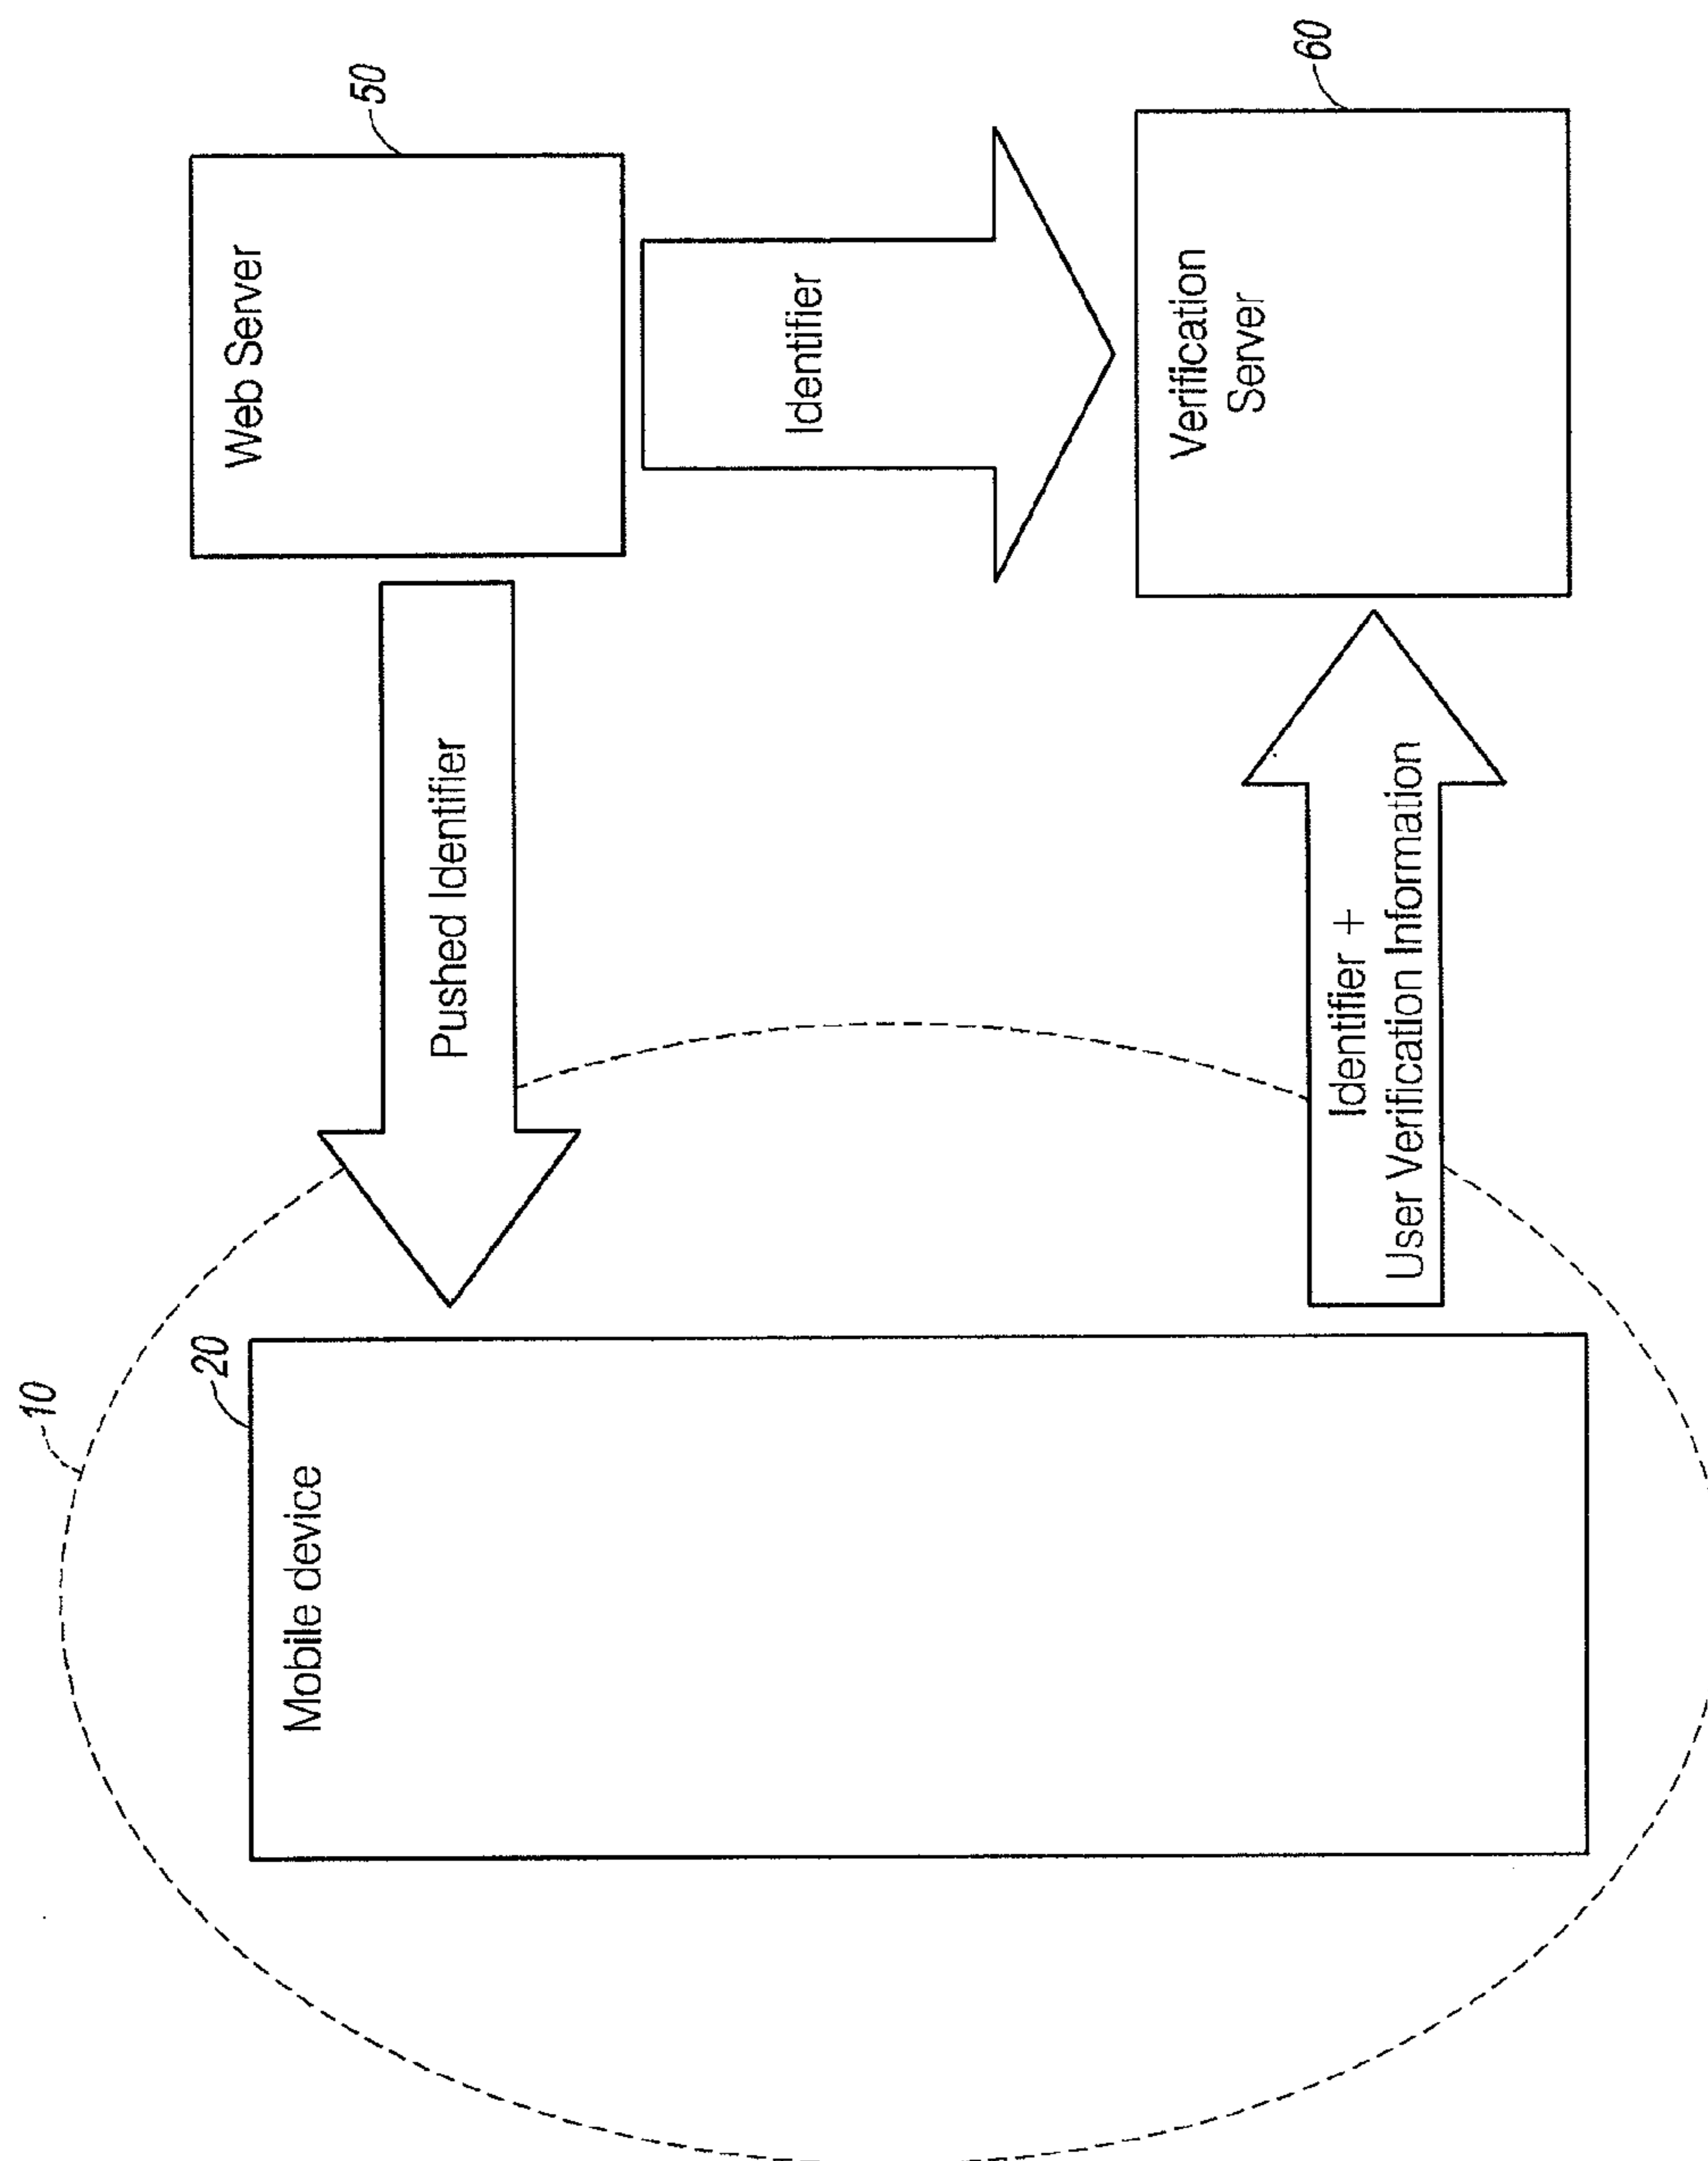 10
20
Mobile device
Pushed Identifier
Web Server
50
Identifier
Identifier +
User Verification Information
Verification
Server
60